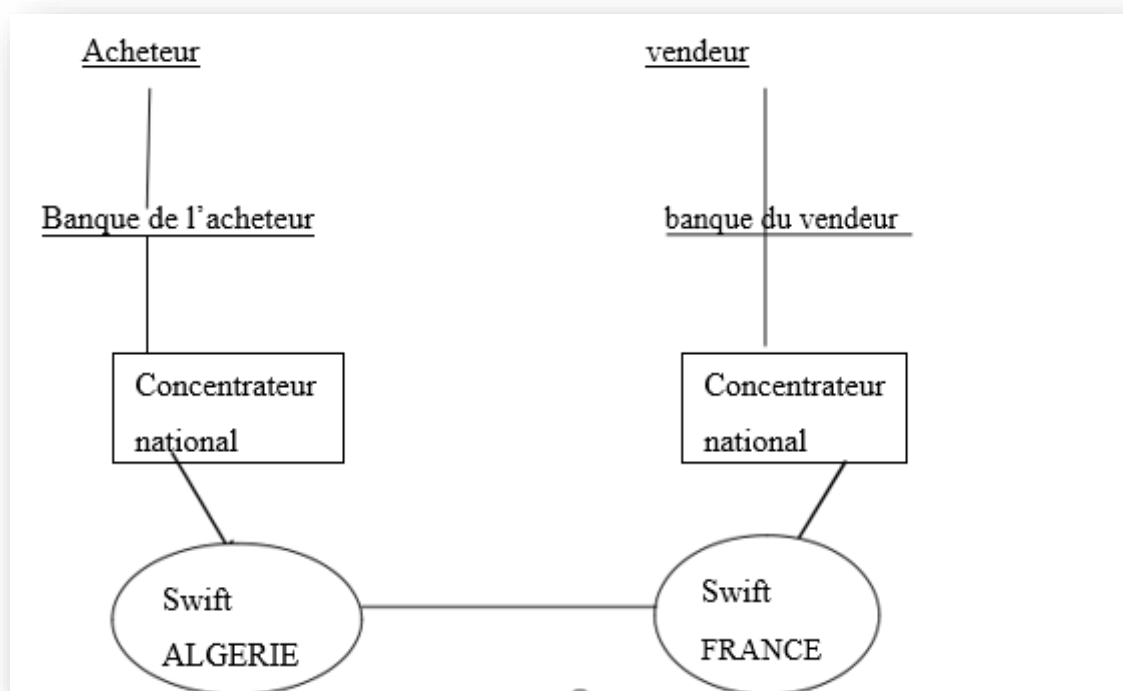 Acheteur
vendeur
Banque de l’acheteur
banque du vendeur
Concentrateur
national
Concentrateur
national
Swift
ALGERIE
Swift
FRANCE